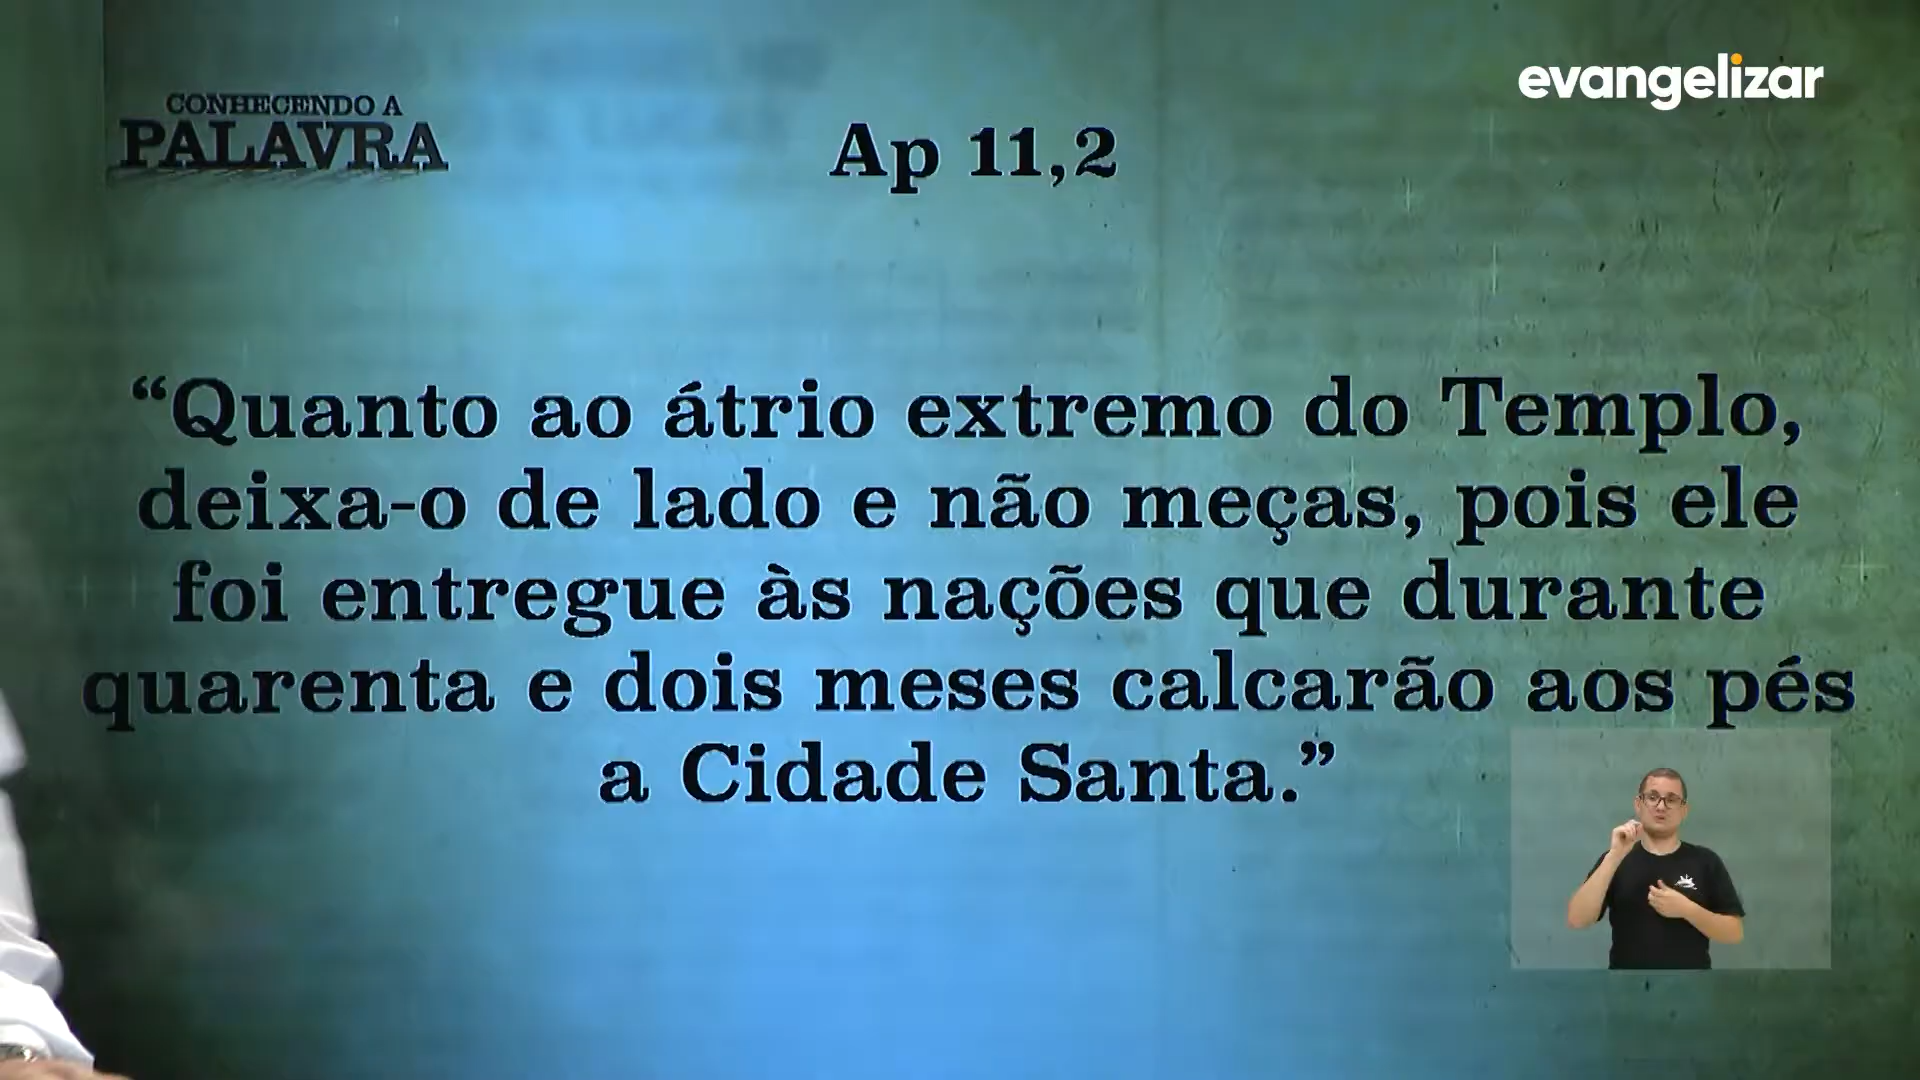 CONHECENDO A
PALAVRA
evangelizar
Ap 11,2
“Quanto ao átrio extremo do Templo,
deixa-o de lado e não meças, pois ele
foi entregue às nações que durante
quarenta e dois meses calcarão aos pés
a Cidade Santa.”